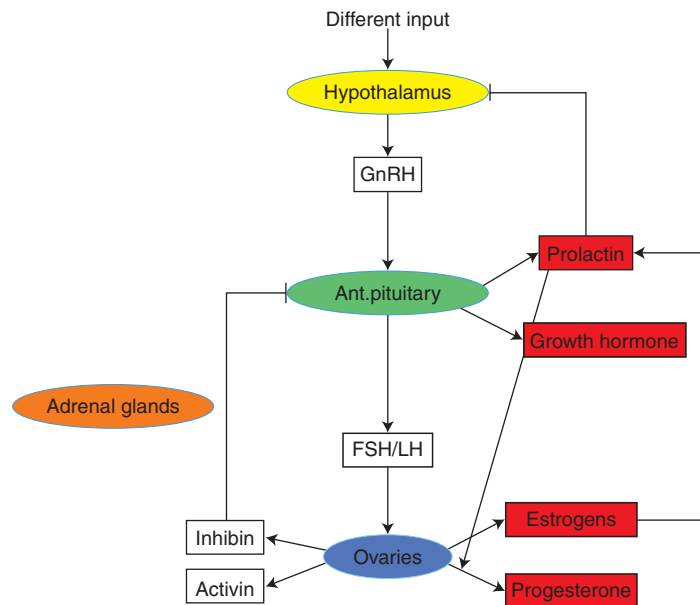 Different input
Hypothalamus
GnRH
Prolactin
Ant.pituitary
Growth hormone
Adrenal glands
FSH/LH
Estrogens
Inhibin
Ovaries
Activin
Progesterone